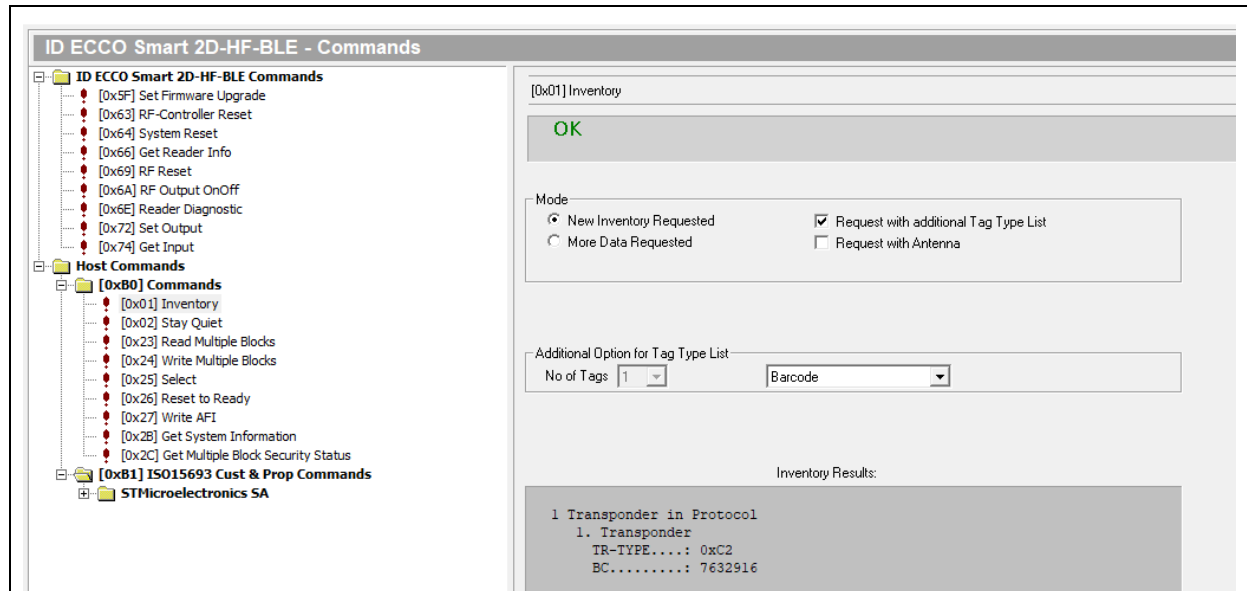 ID ECCO Smart 2D-HF-BLE - Commands
ID ECCO Smart 2D-HF-BLE Commands
[0x5F] Set Firmware Upgrade
[0x63] RF-Controller Reset
[0x64] System Reset
[0x66] Get Reader Info
[0x69] RF Reset
[0x6A] RF Output OnOff
[0x6E] Reader Diagnostic
[0x72] Set Output
[0x74] Get Input
Host Commands
[0xB0] Commands
[0x01] Inventory
[0x02] Stay Quiet
[0x23] Read Multiple Blocks
[0x24] Write Multiple Blocks
[0x25] Select
[0x26] Reset to Ready
[0x27] Write AFI
[0x2B] Get System Information
[0x2C] Get Multiple Block Security Status
[0xB1] ISO15693 Cust & Prop Commands
STMicroelectronics SA
[0x01] Inventory
OK
Mode
New Inventory Requested
Request with additional Tag Type List
More Data Requested
Request with Antenna
Additional Option for Tag Type List
No of Tags 1 Barcode
Inventory Results:
1 Transponder in Protocol
1. Transponder
TR-TYPE....: 0xC2
BC.........: 7632916